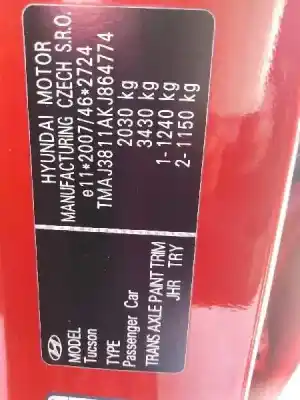 HYUNDAI MOTOR
MANUFACTURING CZECH S.R.O.
e11*2007/46*2724
TMAJ3811AKJ864774
2030 kg
3430 kg
1-1240 kg
2-1150 kg
MODEL
Tucson
TYPE
Passenger Car
TRANS AXLE PAINT TRIM
JHR TRY